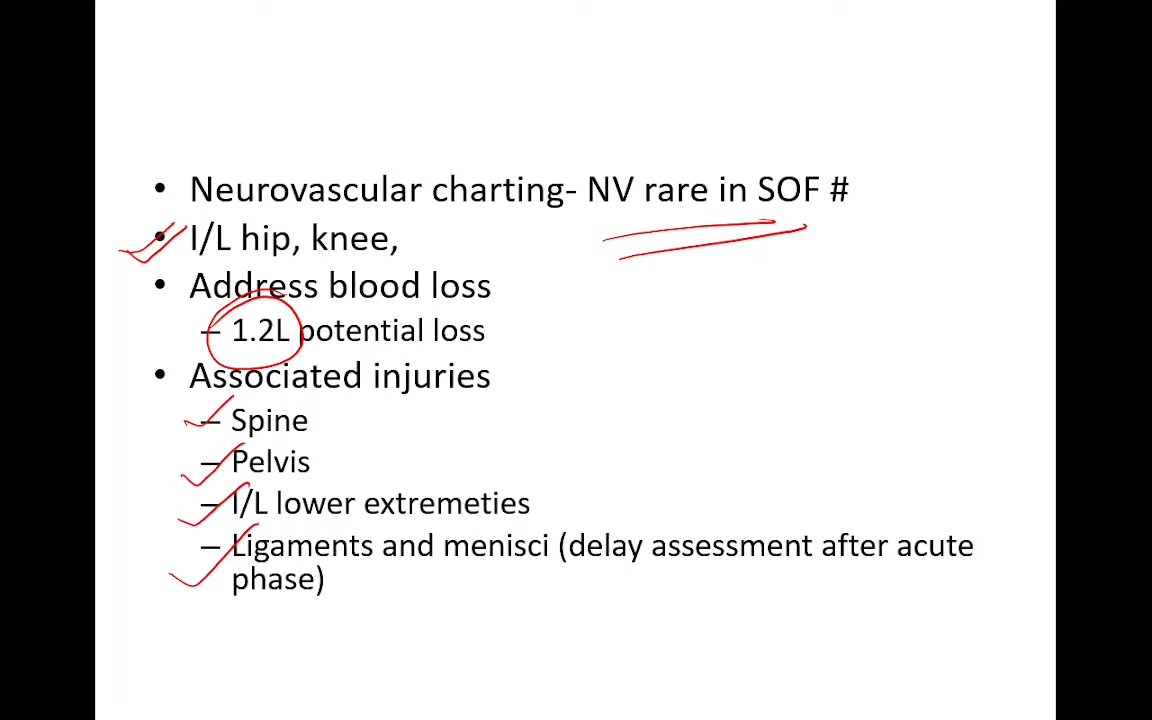 • Neurovascular charting- NV rare in SOF #
• I/L hip, knee,
• Address blood loss
– 1.2L potential loss
• Associated injuries
– Spine
– Pelvis
– I/L lower extremeties
– Ligaments and menisci (delay assessment after acute
phase)